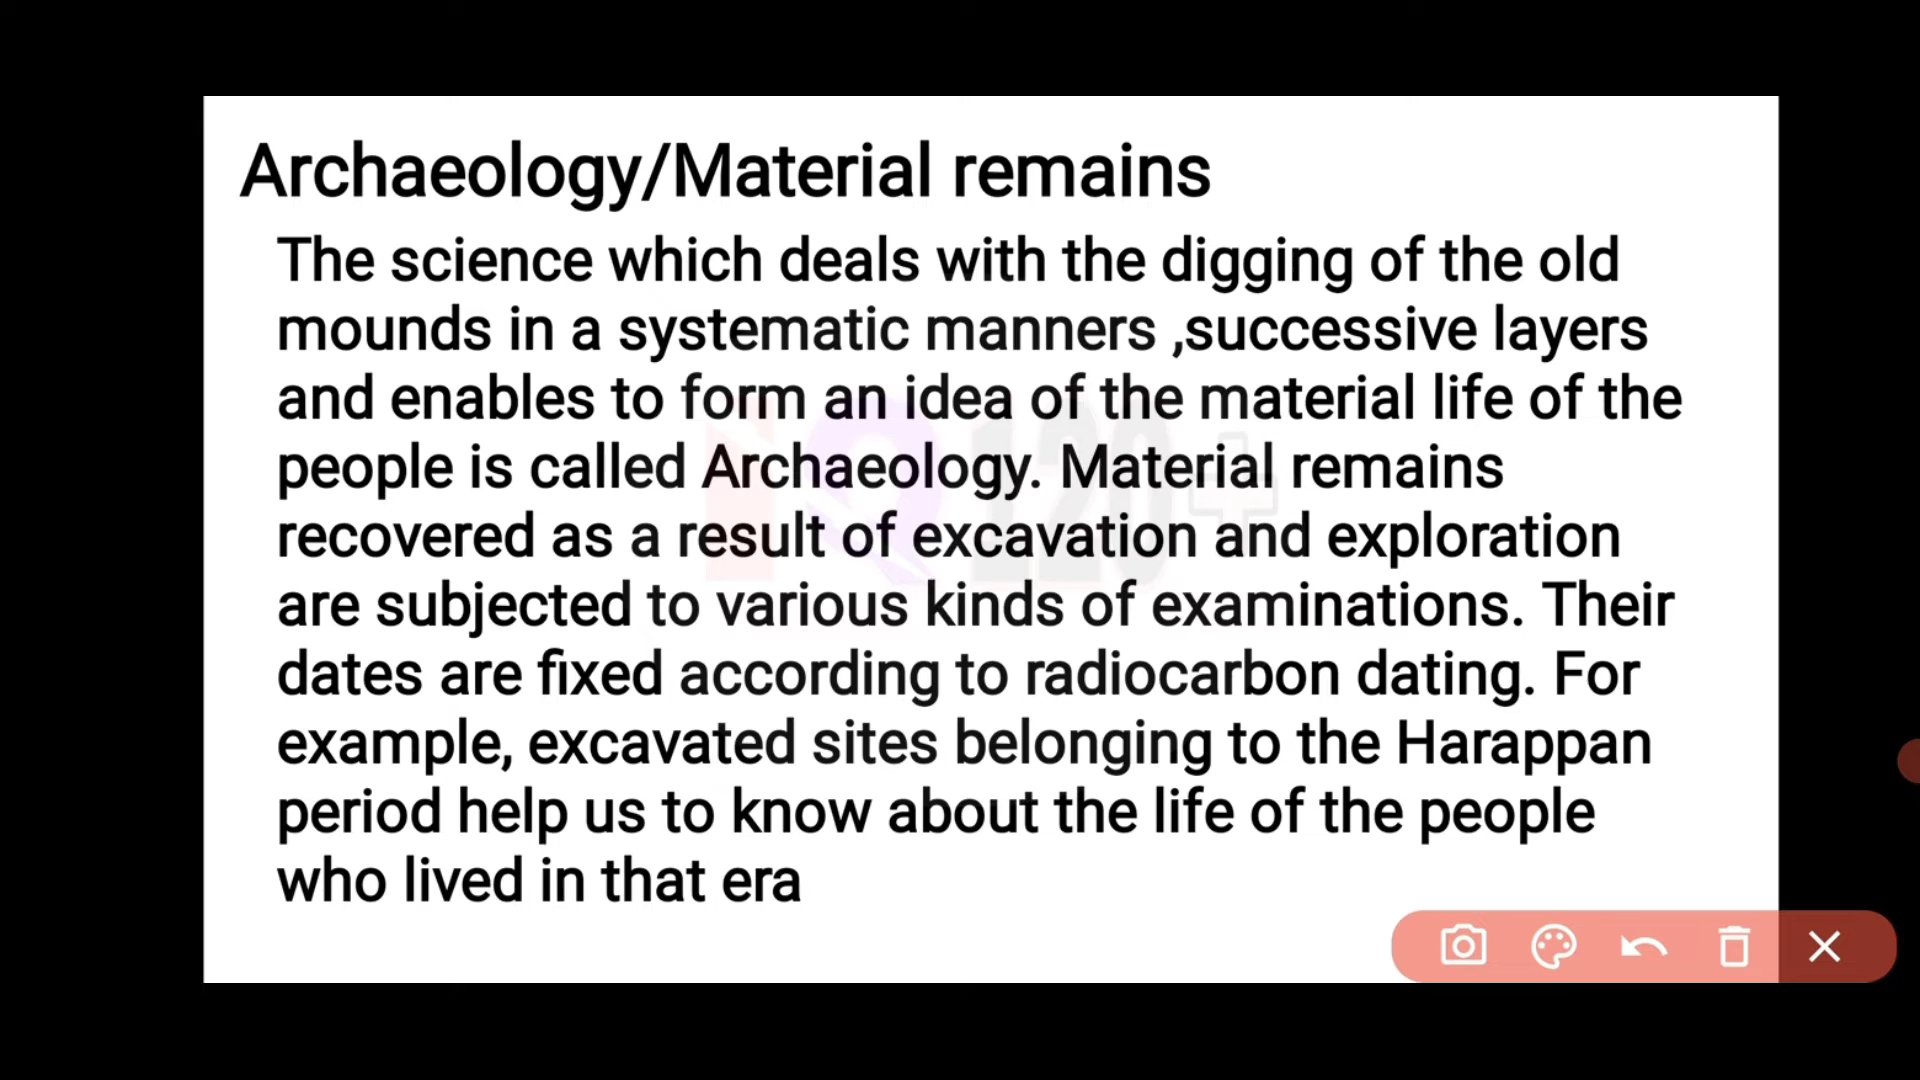 Archaeology/Material remains
The science which deals with the digging of the old
mounds in a systematic manners ,successive layers
and enables to form an idea of the material life of the
people is called Archaeology. Material remains
recovered as a result of excavation and exploration
are subjected to various kinds of examinations. Their
dates are fixed according to radiocarbon dating. For
example, excavated sites belonging to the Harappan
period help us to know about the life of the people
who lived in that era
iQ120+